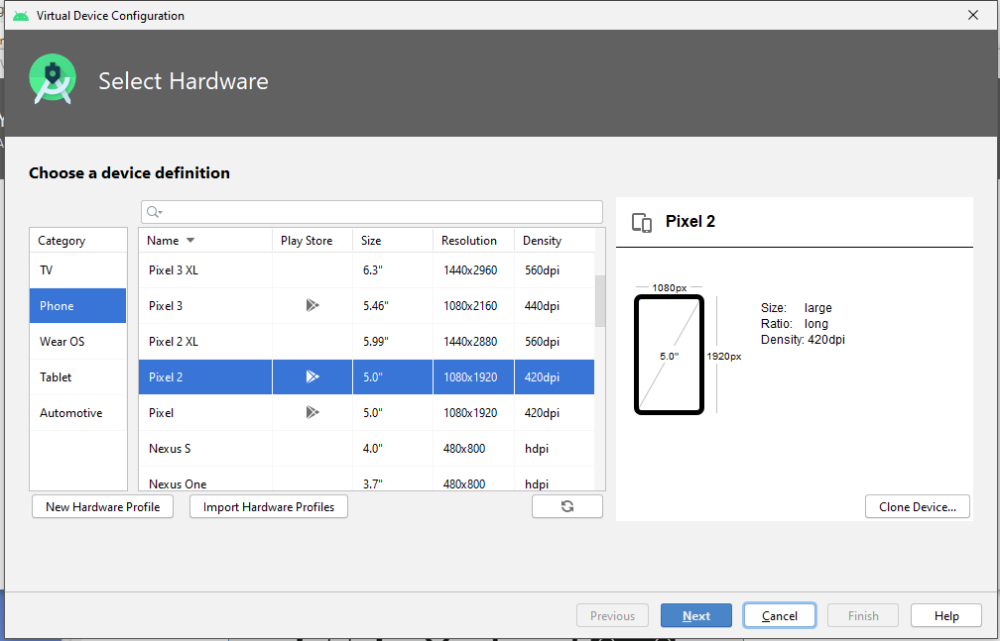 Virtual Device Configuration
Select Hardware
Choose a device definition
Category
TV
Phone
Wear OS
Tablet
Automotive
Name Play Store Size Resolution Density
Pixel 3 XL 6.3" 1440x2960 560dpi
Pixel 3 5.46" 1080x2160 440dpi
Pixel 2 XL 5.99" 1440x2880 560dpi
Pixel 2 5.0" 1080x1920 420dpi
Pixel 5.0" 1080x1920 420dpi
Nexus S 4.0" 480x800 hdpi
Nexus One 3.7" 480x800 hdpi
New Hardware Profile Import Hardware Profiles
Pixel 2
1080px
5.0"
1920px
Size: large
Ratio: long
Density: 420dpi
Clone Device...
Previous Next Cancel Finish Help